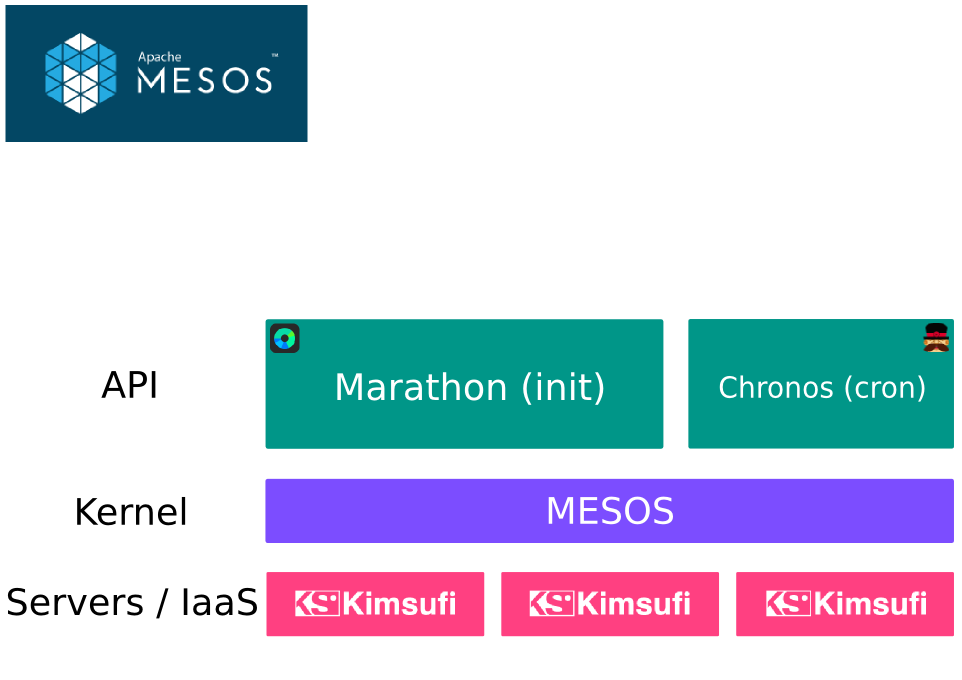 Apache
MESOS™
API
Marathon (init)
Chronos (cron)
Kernel
MESOS
Servers / IaaS
KS Kimsufi
KS Kimsufi
KS Kimsufi